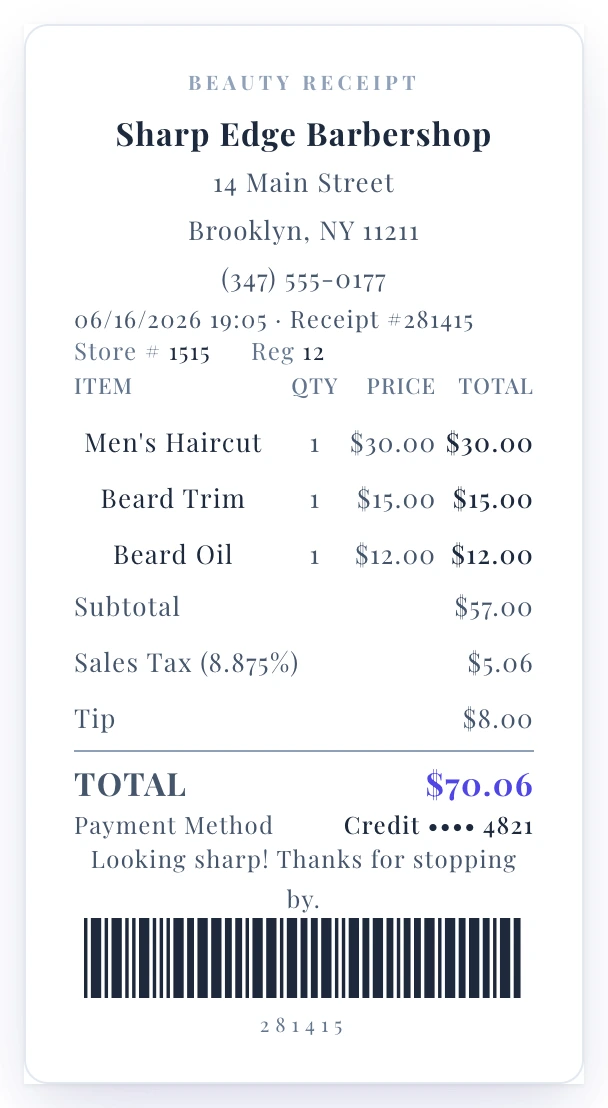 BEAUTY RECEIPT
Sharp Edge Barbershop
14 Main Street
Brooklyn, NY 11211
(347) 555-0177
06/16/2026 19:05 · Receipt #281415
Store # 1515 Reg 12
ITEM QTY PRICE TOTAL
Men's Haircut 1 $30.00 $30.00
Beard Trim 1 $15.00 $15.00
Beard Oil 1 $12.00 $12.00
Subtotal $57.00
Sales Tax (8.875%) $5.06
Tip $8.00
TOTAL $70.06
Payment Method Credit •••• 4821
Looking sharp! Thanks for stopping
by.
281415